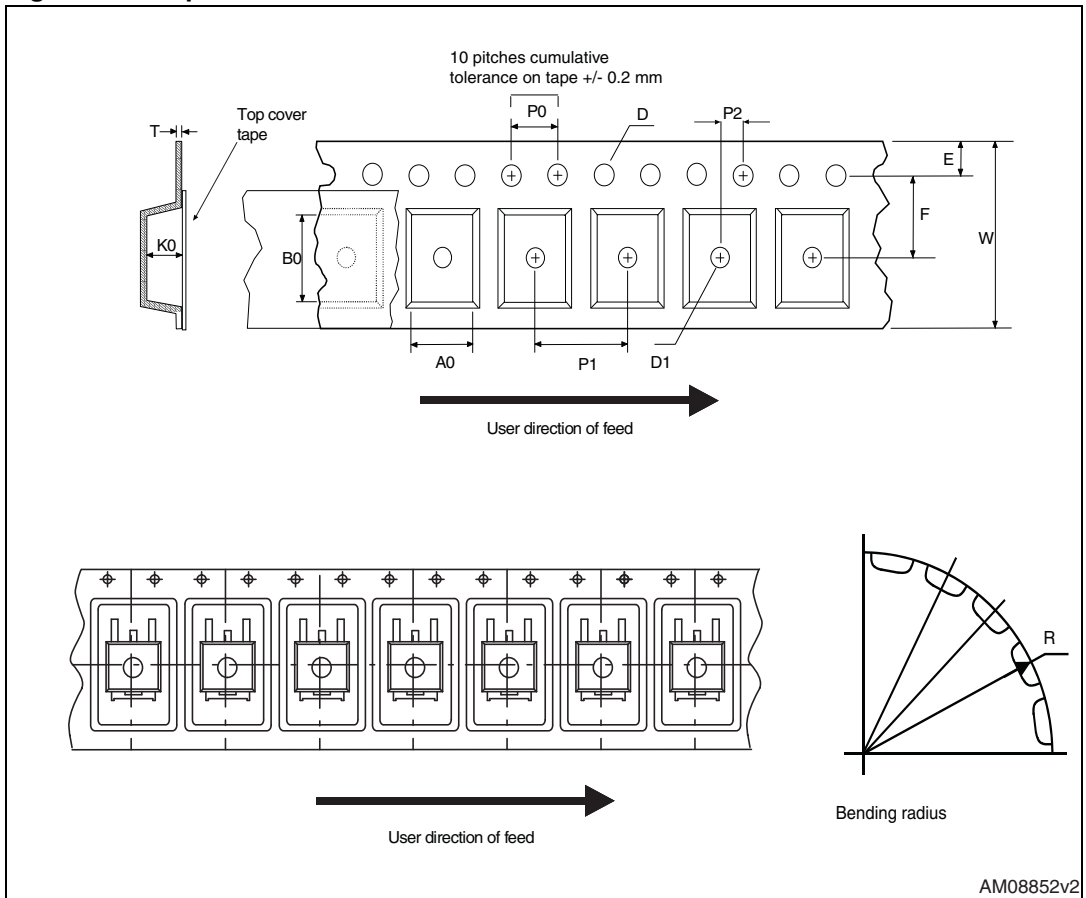 10 pitches cumulative
tolerance on tape +/- 0.2 mm
P0
D
P2
T
Top cover
tape
E
F
W
K0
B0
A0
P1
D1
User direction of feed
R
Bending radius
User direction of feed
AM08852v2